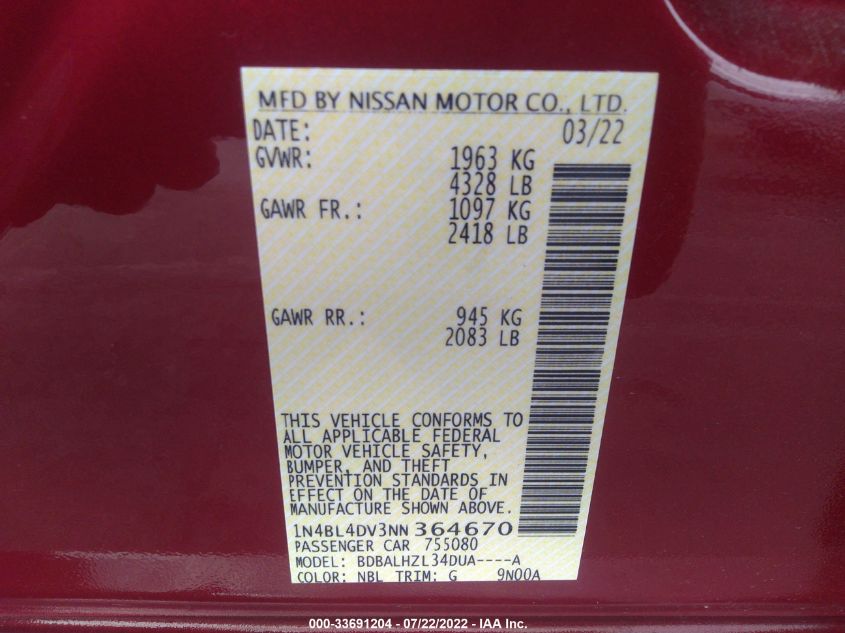 MFD BY NISSAN MOTOR CO., LTD.
DATE: 03/22
GVWR: 1963 KG
4328 LB
GAWR FR.: 1097 KG
2418 LB
GAWR RR.: 945 KG
2083 LB
THIS VEHICLE CONFORMS TO
ALL APPLICABLE FEDERAL
MOTOR VEHICLE SAFETY,
BUMPER, AND THEFT
PREVENTION STANDARDS IN
EFFECT ON THE DATE OF
MANUFACTURE SHOWN ABOVE.
1N4BL4DV3NN364670
PASSENGER CAR 755080
MODEL: BDBALHZL34DUA----A
COLOR: NBL TRIM: G 9N00A
000-33691204 - 07/22/2022 - IAA Inc.